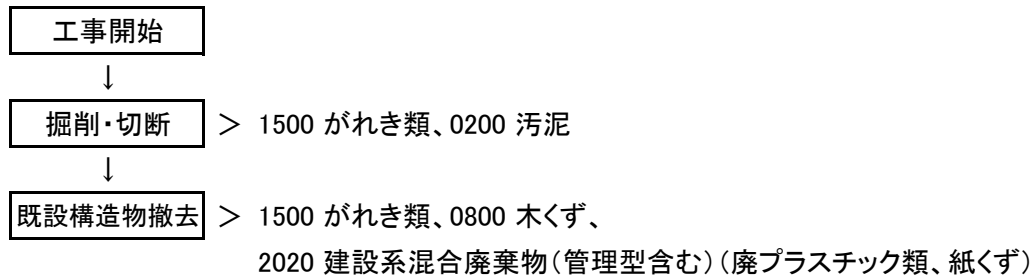 工事開始
↓
掘削・切断 ＞ 1500 がれき類、0200 汚泥
↓
既設構造物撤去 ＞ 1500 がれき類、0800 木くず、
2020 建設系混合廃棄物（管理型含む）（廃プラスチック類、紙くず）